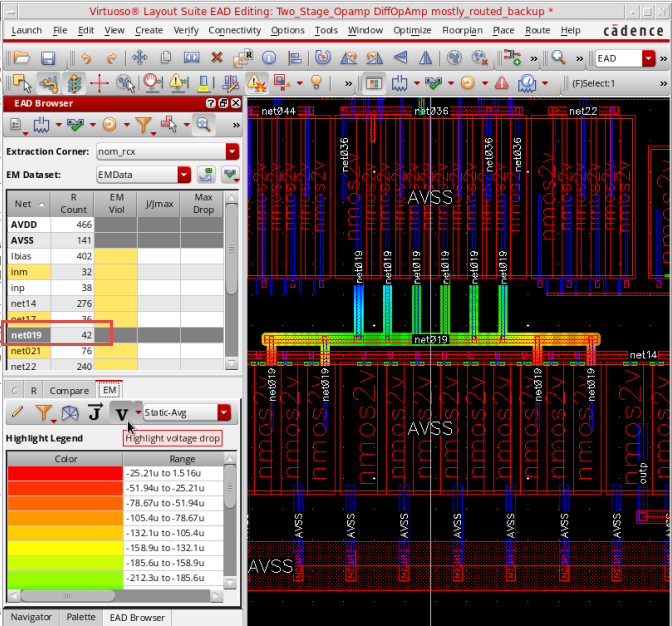 Virtuoso® Layout Suite EAD Editing: Two_Stage_Opamp DiffOpAmp mostly_routed_backup *
Launch File Edit View Create Verify Connectivity Options Tools Window Optimize Floorplan Place Route Help cādence
» » EAD
» (F)Select:1
EAD Browser
»
Extraction Corner: nom_rcx
EM Dataset: EMData
Net R Count EM Viol J/Jmax Max Drop
AVDD 466
AVSS 141
Ibias 402
inm 32
inp 38
net14 276
net17 36
net019 42
net021 76
net22 240
C R Compare EM
J V Static-Avg
Highlight Legend
Highlight voltage drop
Color Range
-25.21u to 1.516u
-51.94u to -25.21u
-78.67u to -51.94u
-105.4u to -78.67u
-132.1u to -105.4u
-158.9u to -132.1u
-185.6u to -158.9u
-212.3u to -185.6u
Navigator Palette EAD Browser
net044 net036 net22
net036 net036 net036
nmos2v nmos2v nmos2v nmos2v
AVSS
net019 net019 net019 net019 net019 net019
net019
net14
net019 net019 net019 net019
nmos2v nmos2v nmos2v nmos2v
AVSS
outp
AVSS AVSS AVSS AVSS AVSS AVSS
AVSS